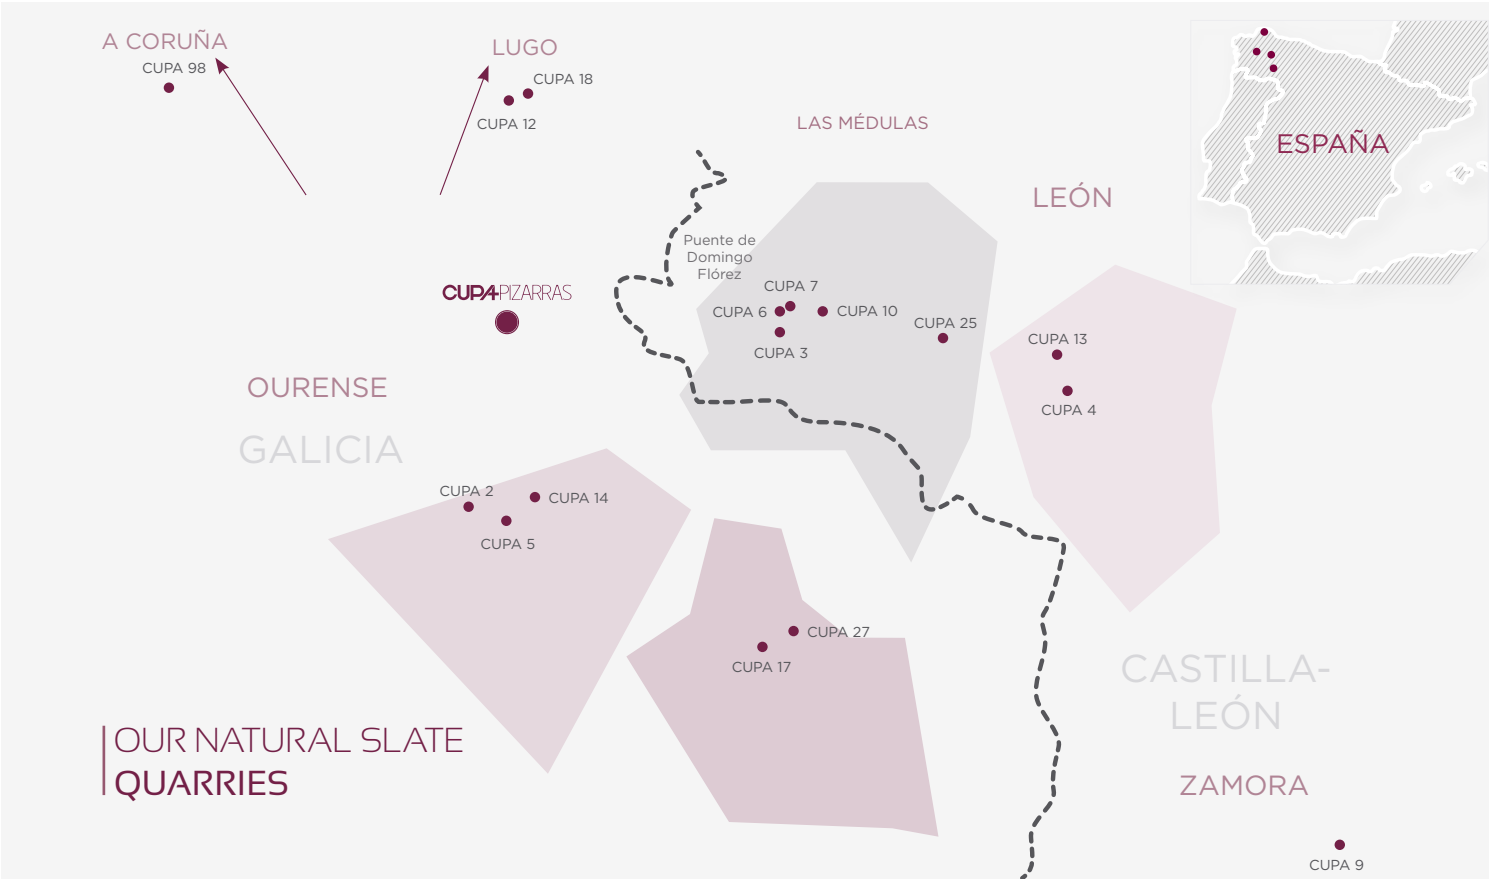 A CORUÑA
CUPA 98
LUGO
CUPA 18
CUPA 12
LAS MÉDULAS
LEÓN
ESPAÑA
Puente de
Domingo
Flórez
CUPA PIZARRAS
CUPA 7
CUPA 6
CUPA 10
CUPA 3
CUPA 25
CUPA 13
CUPA 4
OURENSE
GALICIA
CUPA 2
CUPA 14
CUPA 5
CUPA 27
CUPA 17
CASTILLA-
LEÓN
OUR NATURAL SLATE
QUARRIES
ZAMORA
CUPA 9